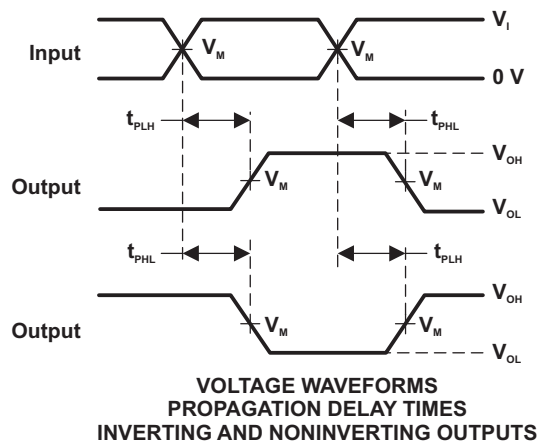 V_I
Input
V_M
V_M
0 V
t_PLH
t_PHL
V_OH
Output
V_M
V_M
V_OL
t_PHL
t_PLH
V_OH
Output
V_M
V_M
V_OL
VOLTAGE WAVEFORMS
PROPAGATION DELAY TIMES
INVERTING AND NONINVERTING OUTPUTS